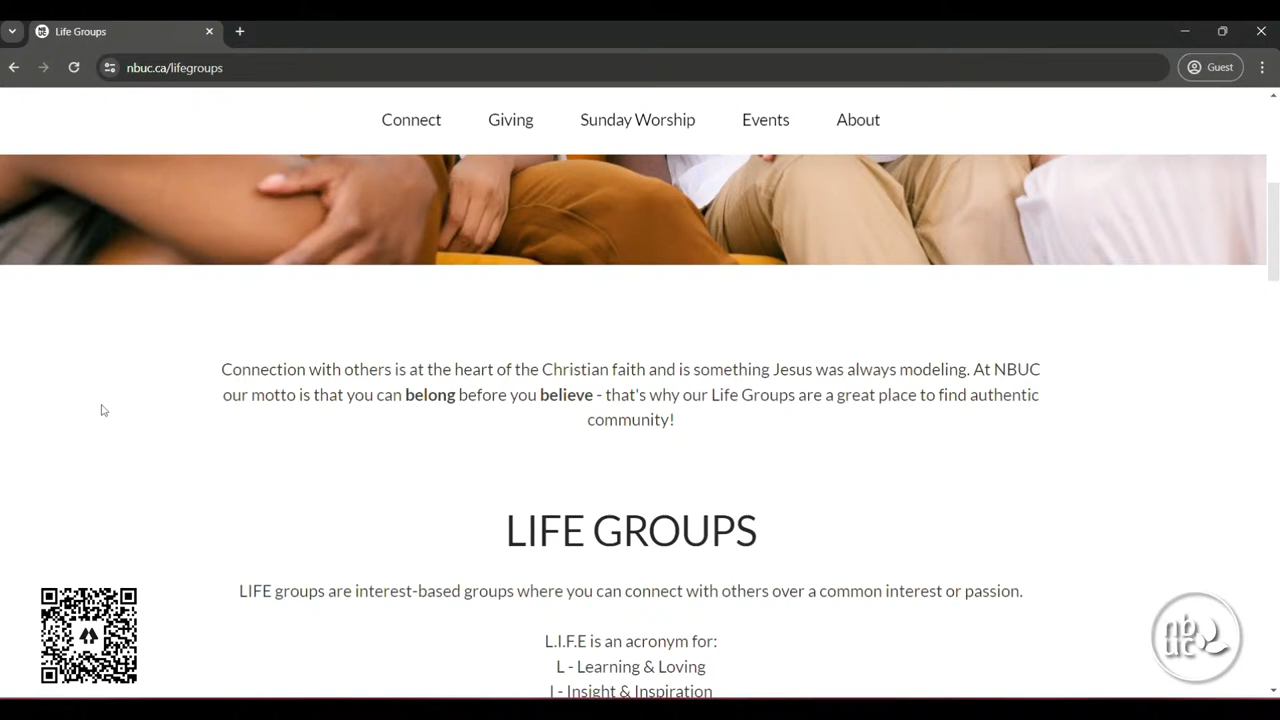 Life Groups
nbuc.ca/lifegroups
Guest
Connect Giving Sunday Worship Events About
Connection with others is at the heart of the Christian faith and is something Jesus was always modeling. At NBUC
our motto is that you can belong before you believe - that's why our Life Groups are a great place to find authentic
community!
LIFE GROUPS
LIFE groups are interest-based groups where you can connect with others over a common interest or passion.
L.I.F.E is an acronym for:
L - Learning & Loving
I - Insight & Inspiration
nb
uc